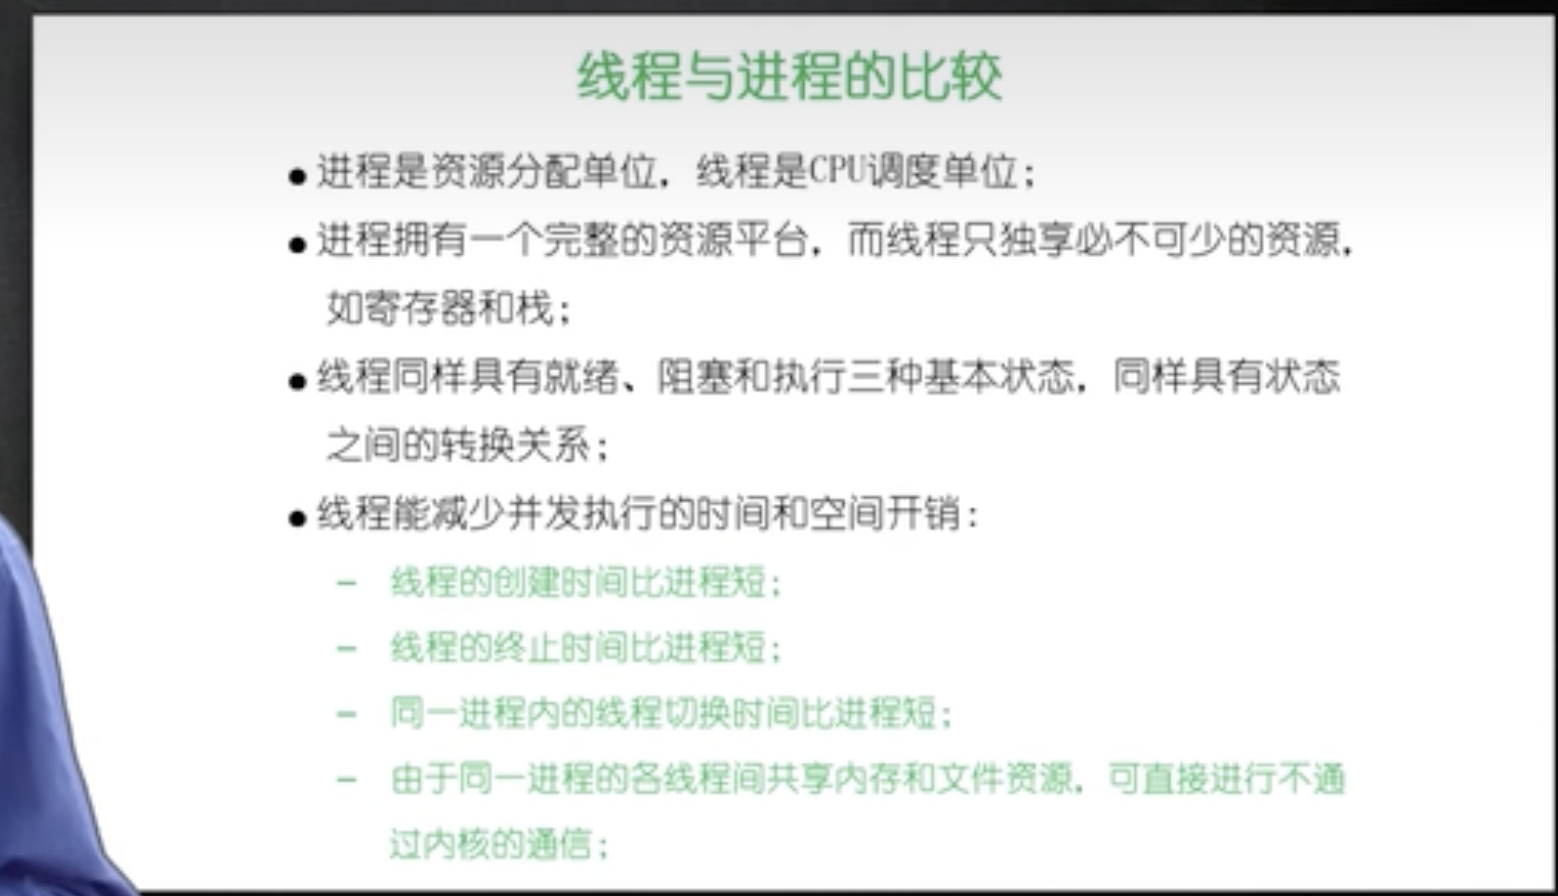 线程与进程的比较
●进程是资源分配单位，线程是CPU调度单位；
●进程拥有一个完整的资源平台，而线程只独享必不可少的资源，
如寄存器和栈；
●线程同样具有就绪、阻塞和执行三种基本状态，同样具有状态
之间的转换关系；
●线程能减少并发执行的时间和空间开销：
– 线程的创建时间比进程短；
– 线程的终止时间比进程短；
– 同一进程内的线程切换时间比进程短；
– 由于同一进程的各线程间共享内存和文件资源，可直接进行不通
过内核的通信；